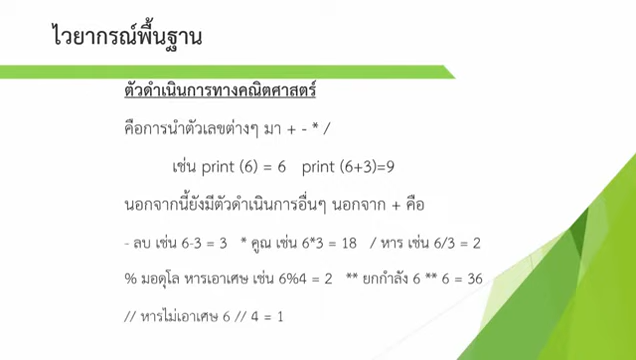 ไวยากรณ์พื้นฐาน
ตัวดำเนินการทางคณิตศาสตร์
คือการนำตัวเลขต่างๆ มา + - * /
เช่น print (6) = 6 print (6+3)=9
นอกจากนี้ยังมีตัวดำเนินการอื่นๆ นอกจาก + คือ
- ลบ เช่น 6-3 = 3 * คูณ เช่น 6*3 = 18 / หาร เช่น 6/3 = 2
% มอดุโล หารเอาเศษ เช่น 6%4 = 2 ** ยกกำลัง 6 ** 6 = 36
// หารไม่เอาเศษ 6 // 4 = 1